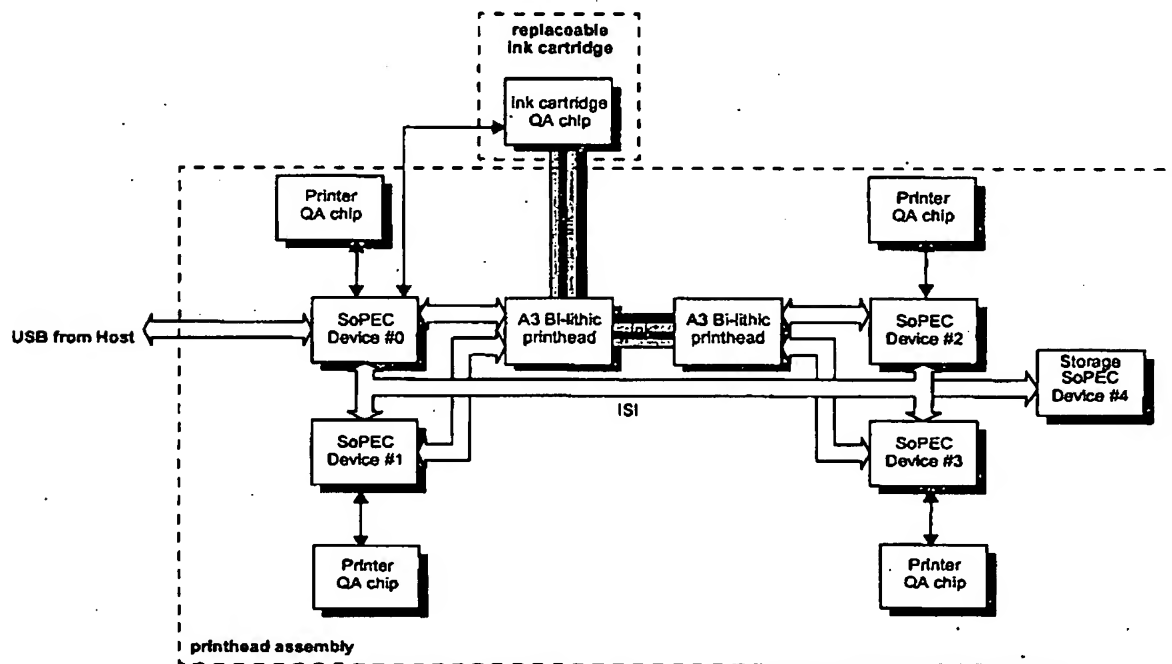 replaceable
ink cartridge
Ink cartridge
QA chip
Printer
QA chip
Printer
QA chip
USB from Host
SoPEC
Device #0
A3 Bi-lithic
printhead
A3 Bi-lithic
printhead
SoPEC
Device #2
Storage
SoPEC
Device #4
ISI
SoPEC
Device #1
SoPEC
Device #3
Printer
QA chip
Printer
QA chip
printhead assembly